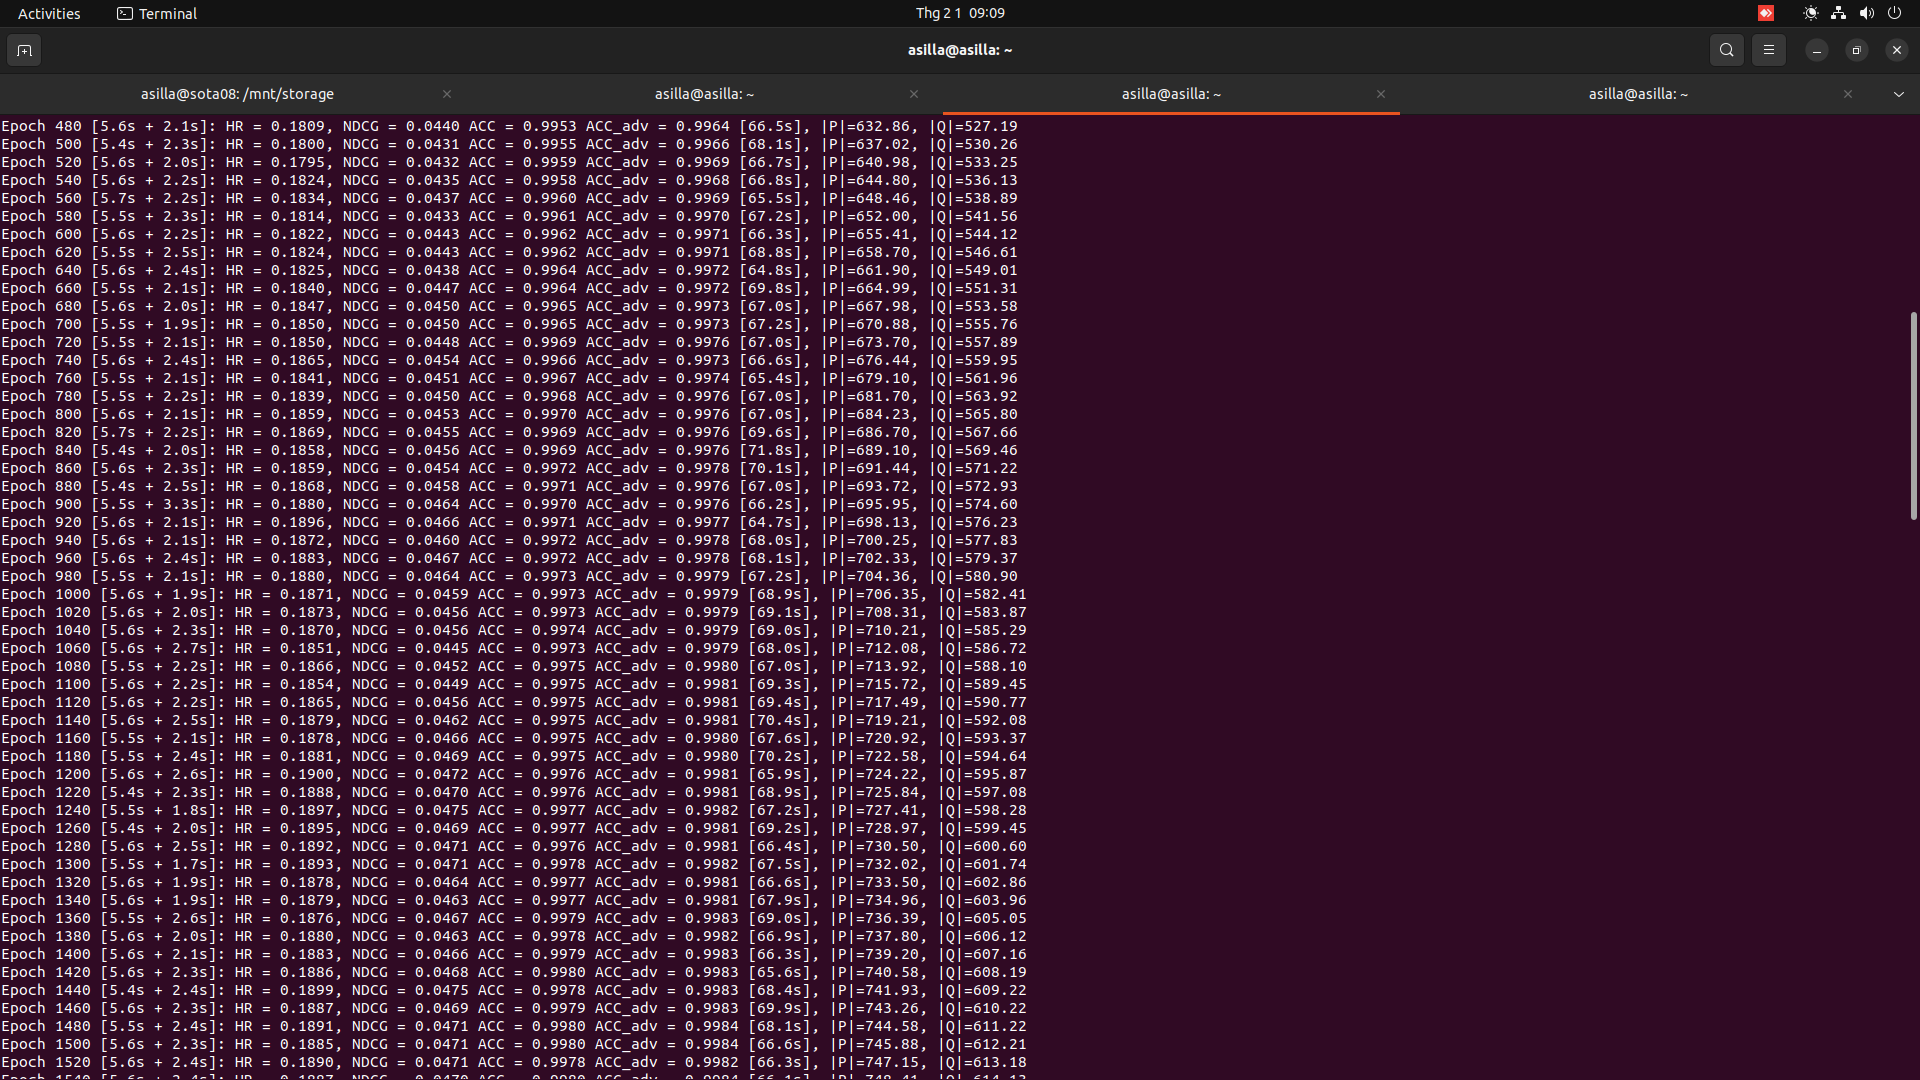 Activities
Terminal
Thg 2 1 09:09
asilla@asilla: ~
asilla@sota08: /mnt/storage
asilla@asilla: ~
asilla@asilla: ~
asilla@asilla: ~
Epoch 480 [5.6s + 2.1s]: HR = 0.1809, NDCG = 0.0440 ACC = 0.9953 ACC_adv = 0.9964 [66.5s], |P|=632.86, |Q|=527.19
Epoch 500 [5.4s + 2.3s]: HR = 0.1800, NDCG = 0.0431 ACC = 0.9955 ACC_adv = 0.9966 [68.1s], |P|=637.02, |Q|=530.26
Epoch 520 [5.6s + 2.0s]: HR = 0.1795, NDCG = 0.0432 ACC = 0.9959 ACC_adv = 0.9969 [66.7s], |P|=640.98, |Q|=533.25
Epoch 540 [5.6s + 2.2s]: HR = 0.1824, NDCG = 0.0435 ACC = 0.9958 ACC_adv = 0.9968 [66.8s], |P|=644.80, |Q|=536.13
Epoch 560 [5.7s + 2.2s]: HR = 0.1834, NDCG = 0.0437 ACC = 0.9960 ACC_adv = 0.9969 [65.5s], |P|=648.46, |Q|=538.89
Epoch 580 [5.5s + 2.3s]: HR = 0.1814, NDCG = 0.0433 ACC = 0.9961 ACC_adv = 0.9970 [67.2s], |P|=652.00, |Q|=541.56
Epoch 600 [5.6s + 2.2s]: HR = 0.1822, NDCG = 0.0443 ACC = 0.9962 ACC_adv = 0.9971 [66.3s], |P|=655.41, |Q|=544.12
Epoch 620 [5.5s + 2.5s]: HR = 0.1824, NDCG = 0.0443 ACC = 0.9962 ACC_adv = 0.9971 [68.8s], |P|=658.70, |Q|=546.61
Epoch 640 [5.6s + 2.4s]: HR = 0.1825, NDCG = 0.0438 ACC = 0.9964 ACC_adv = 0.9972 [64.8s], |P|=661.90, |Q|=549.01
Epoch 660 [5.5s + 2.1s]: HR = 0.1840, NDCG = 0.0447 ACC = 0.9964 ACC_adv = 0.9972 [69.8s], |P|=664.99, |Q|=551.31
Epoch 680 [5.6s + 2.0s]: HR = 0.1847, NDCG = 0.0450 ACC = 0.9965 ACC_adv = 0.9973 [67.0s], |P|=667.98, |Q|=553.58
Epoch 700 [5.5s + 1.9s]: HR = 0.1850, NDCG = 0.0450 ACC = 0.9965 ACC_adv = 0.9973 [67.2s], |P|=670.88, |Q|=555.76
Epoch 720 [5.5s + 2.1s]: HR = 0.1850, NDCG = 0.0448 ACC = 0.9969 ACC_adv = 0.9976 [67.0s], |P|=673.70, |Q|=557.89
Epoch 740 [5.6s + 2.4s]: HR = 0.1865, NDCG = 0.0454 ACC = 0.9966 ACC_adv = 0.9973 [66.6s], |P|=676.44, |Q|=559.95
Epoch 760 [5.5s + 2.1s]: HR = 0.1841, NDCG = 0.0451 ACC = 0.9967 ACC_adv = 0.9974 [65.4s], |P|=679.10, |Q|=561.96
Epoch 780 [5.5s + 2.2s]: HR = 0.1839, NDCG = 0.0450 ACC = 0.9968 ACC_adv = 0.9976 [67.0s], |P|=681.70, |Q|=563.92
Epoch 800 [5.6s + 2.1s]: HR = 0.1859, NDCG = 0.0453 ACC = 0.9970 ACC_adv = 0.9976 [67.0s], |P|=684.23, |Q|=565.80
Epoch 820 [5.7s + 2.2s]: HR = 0.1869, NDCG = 0.0455 ACC = 0.9969 ACC_adv = 0.9976 [69.6s], |P|=686.70, |Q|=567.66
Epoch 840 [5.4s + 2.0s]: HR = 0.1858, NDCG = 0.0456 ACC = 0.9969 ACC_adv = 0.9976 [71.8s], |P|=689.10, |Q|=569.46
Epoch 860 [5.6s + 2.3s]: HR = 0.1859, NDCG = 0.0454 ACC = 0.9972 ACC_adv = 0.9978 [70.1s], |P|=691.44, |Q|=571.22
Epoch 880 [5.4s + 2.5s]: HR = 0.1868, NDCG = 0.0458 ACC = 0.9971 ACC_adv = 0.9976 [67.0s], |P|=693.72, |Q|=572.93
Epoch 900 [5.5s + 3.3s]: HR = 0.1880, NDCG = 0.0464 ACC = 0.9970 ACC_adv = 0.9976 [66.2s], |P|=695.95, |Q|=574.60
Epoch 920 [5.6s + 2.1s]: HR = 0.1896, NDCG = 0.0466 ACC = 0.9971 ACC_adv = 0.9977 [64.7s], |P|=698.13, |Q|=576.23
Epoch 940 [5.6s + 2.1s]: HR = 0.1872, NDCG = 0.0460 ACC = 0.9972 ACC_adv = 0.9978 [68.0s], |P|=700.25, |Q|=577.83
Epoch 960 [5.6s + 2.4s]: HR = 0.1883, NDCG = 0.0467 ACC = 0.9972 ACC_adv = 0.9978 [68.1s], |P|=702.33, |Q|=579.37
Epoch 980 [5.5s + 2.1s]: HR = 0.1880, NDCG = 0.0464 ACC = 0.9973 ACC_adv = 0.9979 [67.2s], |P|=704.36, |Q|=580.90
Epoch 1000 [5.6s + 1.9s]: HR = 0.1871, NDCG = 0.0459 ACC = 0.9973 ACC_adv = 0.9979 [68.9s], |P|=706.35, |Q|=582.41
Epoch 1020 [5.6s + 2.0s]: HR = 0.1873, NDCG = 0.0456 ACC = 0.9973 ACC_adv = 0.9979 [69.1s], |P|=708.31, |Q|=583.87
Epoch 1040 [5.6s + 2.3s]: HR = 0.1870, NDCG = 0.0456 ACC = 0.9974 ACC_adv = 0.9979 [69.0s], |P|=710.21, |Q|=585.29
Epoch 1060 [5.6s + 2.7s]: HR = 0.1851, NDCG = 0.0445 ACC = 0.9973 ACC_adv = 0.9979 [68.0s], |P|=712.08, |Q|=586.72
Epoch 1080 [5.5s + 2.2s]: HR = 0.1866, NDCG = 0.0452 ACC = 0.9975 ACC_adv = 0.9980 [67.0s], |P|=713.92, |Q|=588.10
Epoch 1100 [5.6s + 2.2s]: HR = 0.1854, NDCG = 0.0449 ACC = 0.9975 ACC_adv = 0.9981 [69.3s], |P|=715.72, |Q|=589.45
Epoch 1120 [5.6s + 2.2s]: HR = 0.1865, NDCG = 0.0456 ACC = 0.9975 ACC_adv = 0.9981 [69.4s], |P|=717.49, |Q|=590.77
Epoch 1140 [5.6s + 2.5s]: HR = 0.1879, NDCG = 0.0462 ACC = 0.9975 ACC_adv = 0.9981 [70.4s], |P|=719.21, |Q|=592.08
Epoch 1160 [5.5s + 2.1s]: HR = 0.1878, NDCG = 0.0466 ACC = 0.9975 ACC_adv = 0.9980 [67.6s], |P|=720.92, |Q|=593.37
Epoch 1180 [5.5s + 2.4s]: HR = 0.1881, NDCG = 0.0469 ACC = 0.9975 ACC_adv = 0.9980 [70.2s], |P|=722.58, |Q|=594.64
Epoch 1200 [5.6s + 2.6s]: HR = 0.1900, NDCG = 0.0472 ACC = 0.9976 ACC_adv = 0.9981 [65.9s], |P|=724.22, |Q|=595.87
Epoch 1220 [5.4s + 2.3s]: HR = 0.1888, NDCG = 0.0470 ACC = 0.9976 ACC_adv = 0.9981 [68.9s], |P|=725.84, |Q|=597.08
Epoch 1240 [5.5s + 1.8s]: HR = 0.1897, NDCG = 0.0475 ACC = 0.9977 ACC_adv = 0.9982 [67.2s], |P|=727.41, |Q|=598.28
Epoch 1260 [5.4s + 2.0s]: HR = 0.1895, NDCG = 0.0469 ACC = 0.9977 ACC_adv = 0.9981 [69.2s], |P|=728.97, |Q|=599.45
Epoch 1280 [5.6s + 2.5s]: HR = 0.1892, NDCG = 0.0471 ACC = 0.9976 ACC_adv = 0.9981 [66.4s], |P|=730.50, |Q|=600.60
Epoch 1300 [5.5s + 1.7s]: HR = 0.1893, NDCG = 0.0471 ACC = 0.9978 ACC_adv = 0.9982 [67.5s], |P|=732.02, |Q|=601.74
Epoch 1320 [5.6s + 1.9s]: HR = 0.1878, NDCG = 0.0464 ACC = 0.9977 ACC_adv = 0.9981 [66.6s], |P|=733.50, |Q|=602.86
Epoch 1340 [5.6s + 1.9s]: HR = 0.1879, NDCG = 0.0463 ACC = 0.9977 ACC_adv = 0.9981 [67.9s], |P|=734.96, |Q|=603.96
Epoch 1360 [5.5s + 2.6s]: HR = 0.1876, NDCG = 0.0467 ACC = 0.9979 ACC_adv = 0.9983 [69.0s], |P|=736.39, |Q|=605.05
Epoch 1380 [5.6s + 2.0s]: HR = 0.1880, NDCG = 0.0463 ACC = 0.9978 ACC_adv = 0.9982 [66.9s], |P|=737.80, |Q|=606.12
Epoch 1400 [5.6s + 2.1s]: HR = 0.1883, NDCG = 0.0466 ACC = 0.9979 ACC_adv = 0.9983 [66.3s], |P|=739.20, |Q|=607.16
Epoch 1420 [5.6s + 2.3s]: HR = 0.1886, NDCG = 0.0468 ACC = 0.9980 ACC_adv = 0.9983 [65.6s], |P|=740.58, |Q|=608.19
Epoch 1440 [5.4s + 2.4s]: HR = 0.1899, NDCG = 0.0475 ACC = 0.9978 ACC_adv = 0.9983 [68.4s], |P|=741.93, |Q|=609.22
Epoch 1460 [5.6s + 2.3s]: HR = 0.1887, NDCG = 0.0469 ACC = 0.9979 ACC_adv = 0.9983 [69.9s], |P|=743.26, |Q|=610.22
Epoch 1480 [5.5s + 2.4s]: HR = 0.1891, NDCG = 0.0471 ACC = 0.9980 ACC_adv = 0.9984 [68.1s], |P|=744.58, |Q|=611.22
Epoch 1500 [5.6s + 2.3s]: HR = 0.1885, NDCG = 0.0471 ACC = 0.9980 ACC_adv = 0.9984 [66.6s], |P|=745.88, |Q|=612.21
Epoch 1520 [5.6s + 2.4s]: HR = 0.1890, NDCG = 0.0471 ACC = 0.9978 ACC_adv = 0.9982 [66.3s], |P|=747.15, |Q|=613.18